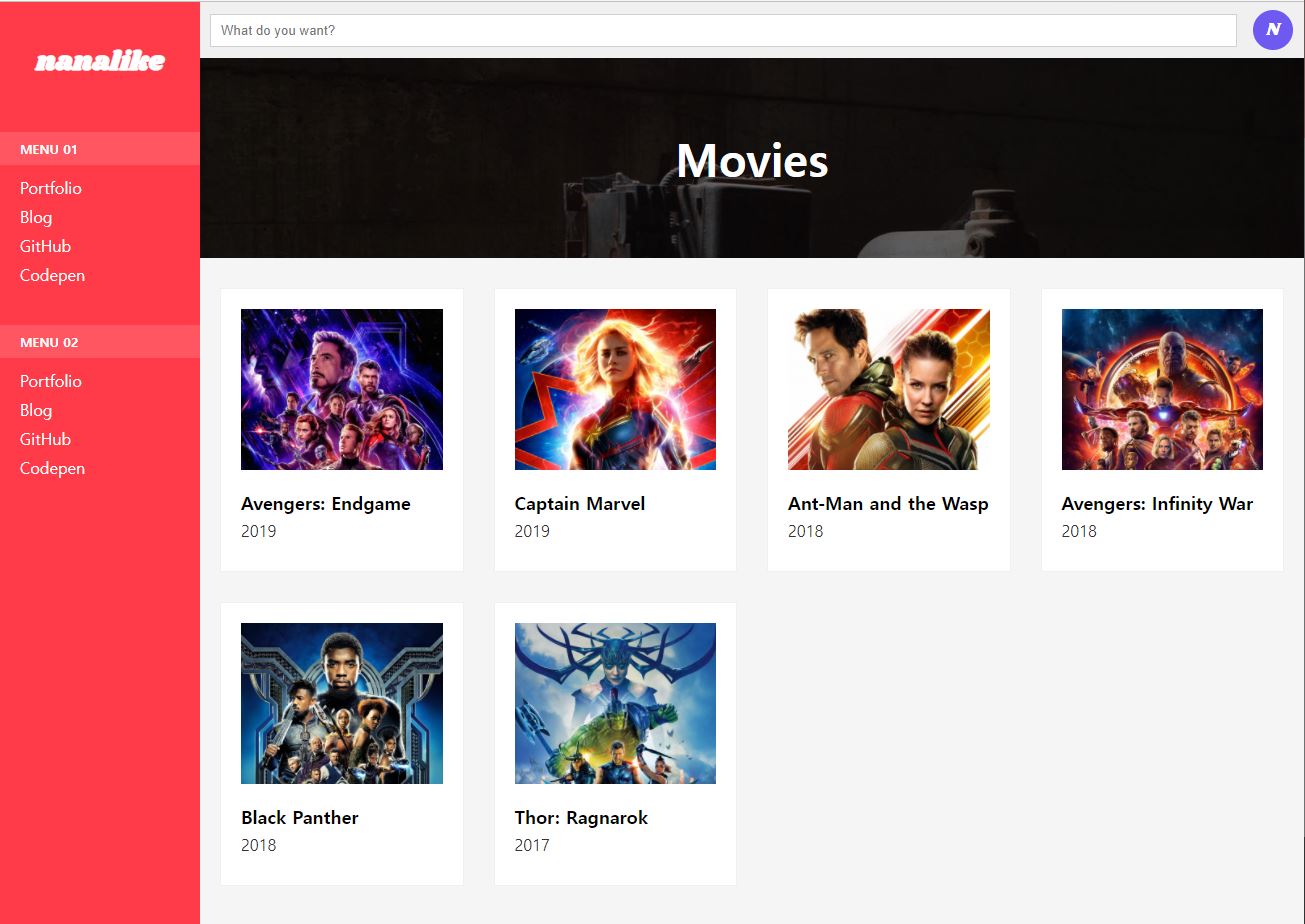 nanalike
What do you want?
N
MENU 01
Portfolio
Blog
GitHub
Codepen
MENU 02
Portfolio
Blog
GitHub
Codepen
Movies
Avengers: Endgame
2019
Captain Marvel
2019
Ant-Man and the Wasp
2018
Avengers: Infinity War
2018
Black Panther
2018
Thor: Ragnarok
2017